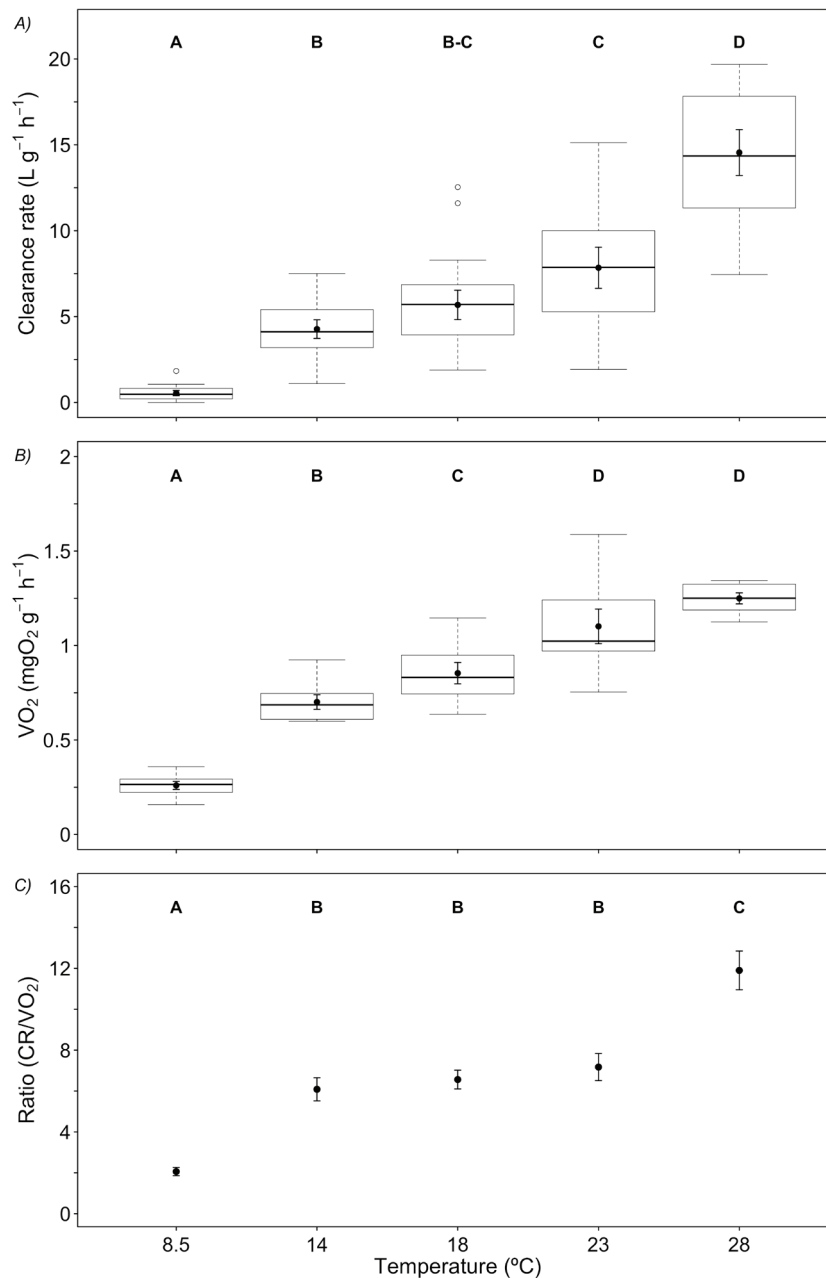 A)
A B B-C C D
20
15
10
5
0
Clearance rate (L g⁻¹ h⁻¹)
B)
A B C D D
2
1.5
1
0.5
0
VO₂ (mgO₂ g⁻¹ h⁻¹)
C)
A B B B C
16
12
8
4
0
Ratio (CR/VO₂)
8.5 14 18 23 28
Temperature (ºC)